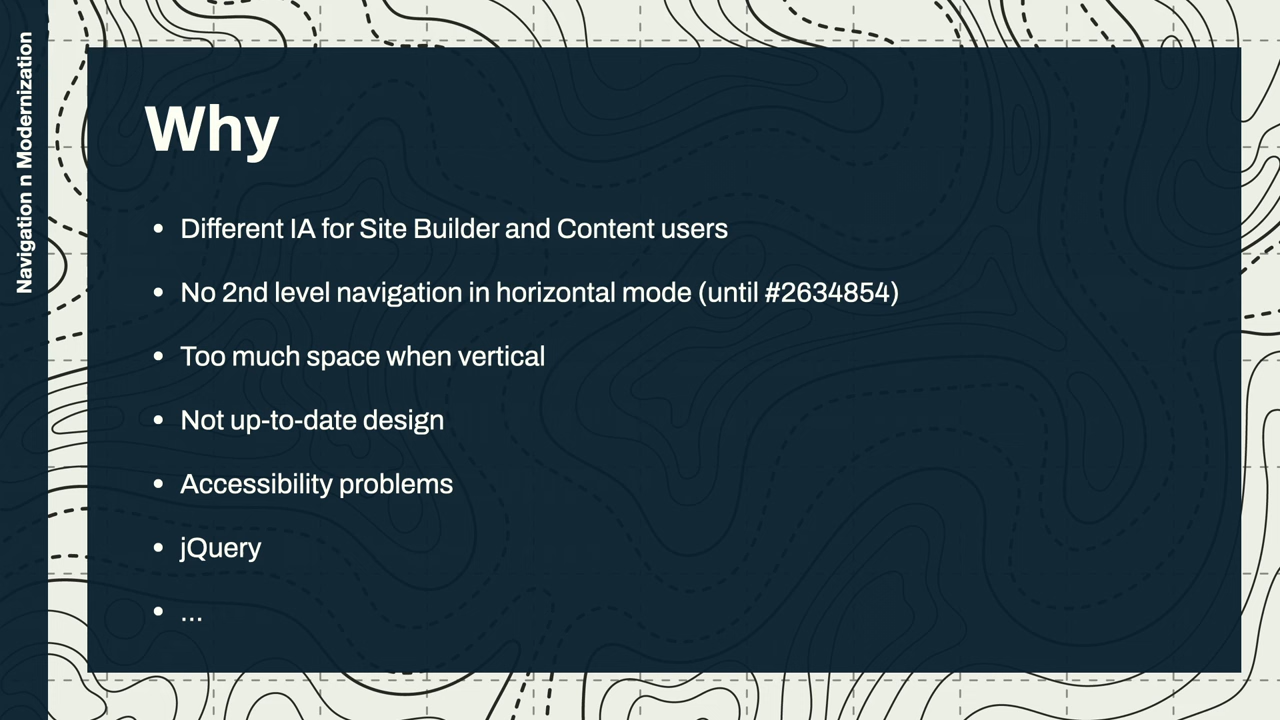 Navigation n Modernization
Why
• Different IA for Site Builder and Content users
• No 2nd level navigation in horizontal mode (until #2634854)
• Too much space when vertical
• Not up-to-date design
• Accessibility problems
• jQuery
• ...